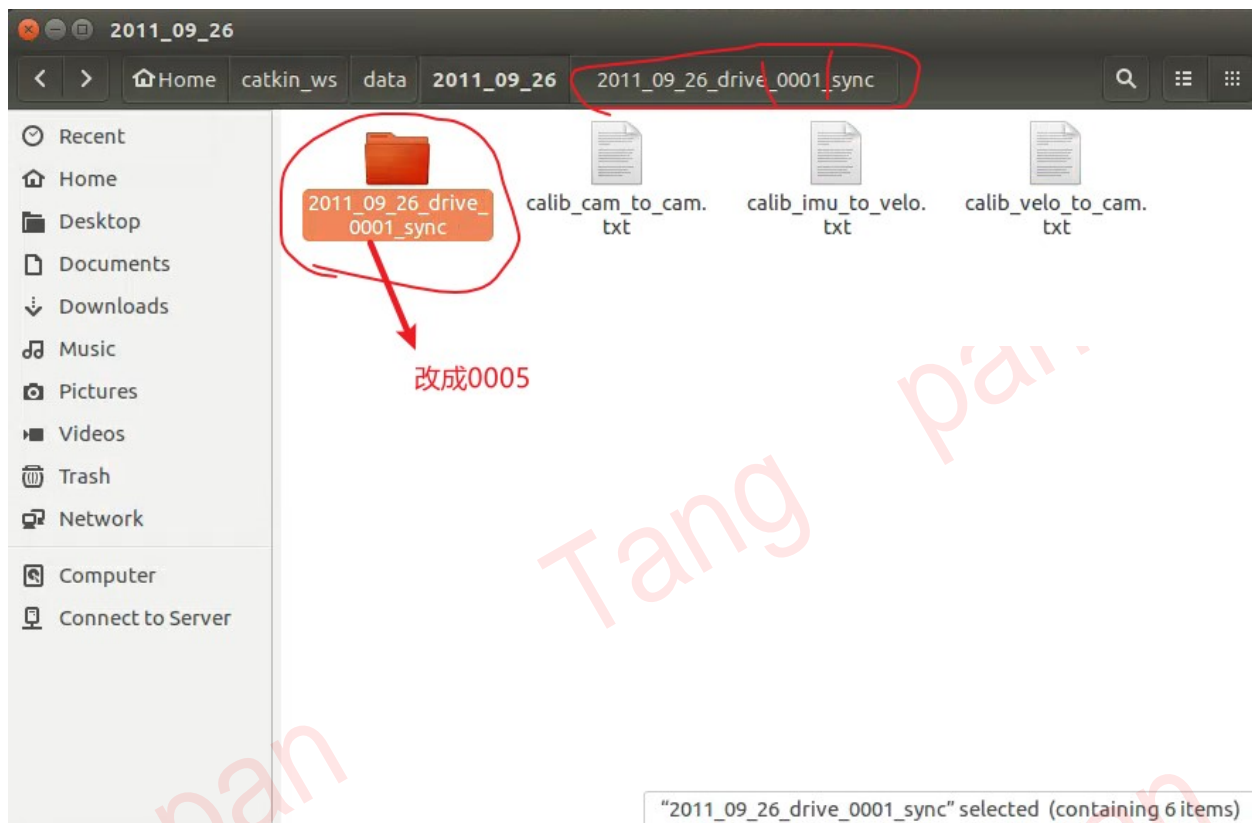 2011_09_26
Home catkin_ws data 2011_09_26 2011_09_26_drive_0001_sync
Recent
Home
Desktop
Documents
Downloads
Music
Pictures
Videos
Trash
Network
Computer
Connect to Server
2011_09_26_drive_
0001_sync
calib_cam_to_cam.
txt
calib_imu_to_velo.
txt
calib_velo_to_cam.
txt
改成0005
Tang pan
pan
“2011_09_26_drive_0001_sync” selected (containing 6 items)